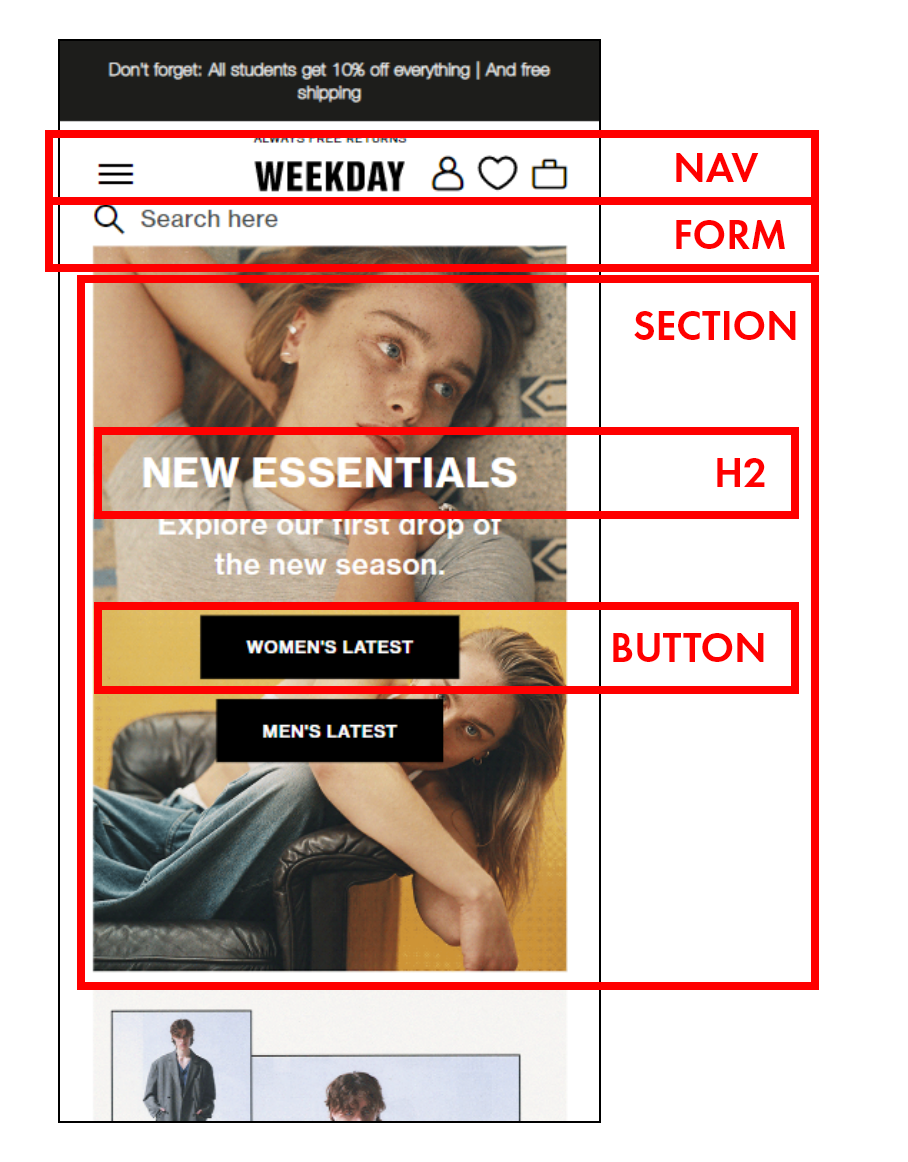 Don't forget: All students get 10% off everything | And free
shipping
ALWAYS FREE RETURNS
WEEKDAY
NAV
Search here
FORM
SECTION
NEW ESSENTIALS
H2
Explore our first drop of
the new season.
WOMEN'S LATEST
BUTTON
MEN'S LATEST